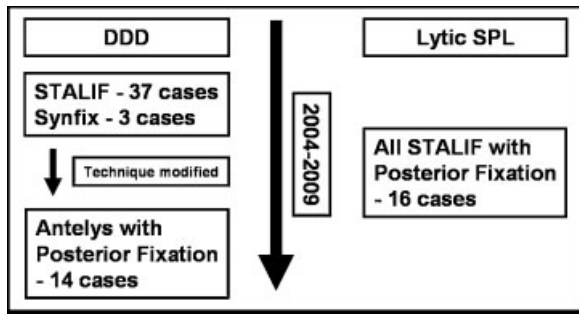 DDD
STALIF - 37 cases
Synfix - 3 cases
Technique modified
Antelys with
Posterior Fixation
- 14 cases
2004-2009
Lytic SPL
All STALIF with
Posterior Fixation
- 16 cases